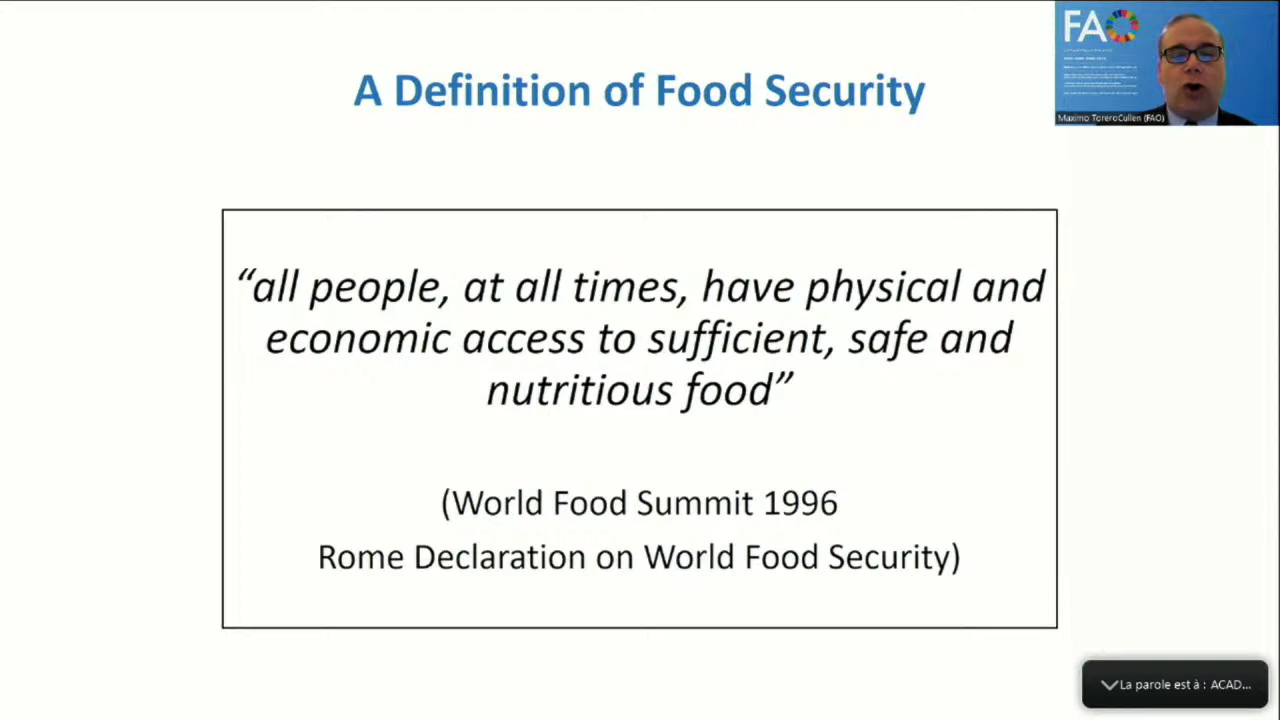 A Definition of Food Security
FAO
Maximo ToreroCullen (FAO)
“all people, at all times, have physical and
economic access to sufficient, safe and
nutritious food”
(World Food Summit 1996
Rome Declaration on World Food Security)
La parole est à : ACAD...